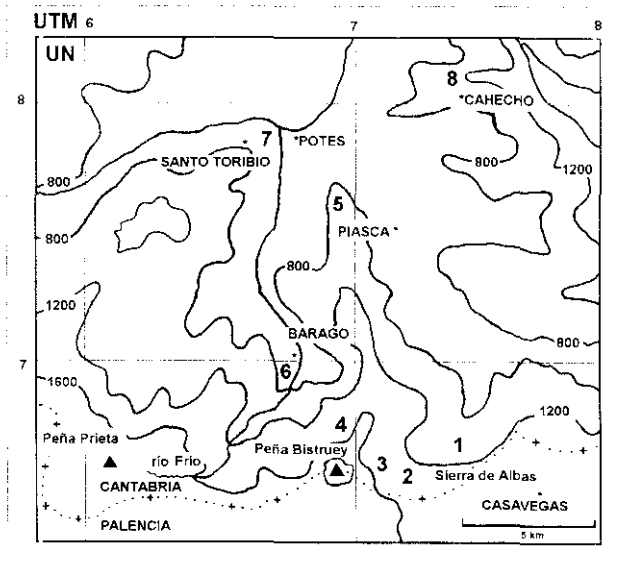 UTM 6 7 8
UN
8
8
CAHECHO
7
POTES
SANTO TORIBIO
800
1200
800
5
PIASCA
800
800
1200
BARAGO
800
7
6
1600
1200
4
1
Peña Prieta
río Frio
Peña Bistruey
3
2
Sierra de Albas
CANTABRIA
CASAVEGAS
PALENCIA
5 km